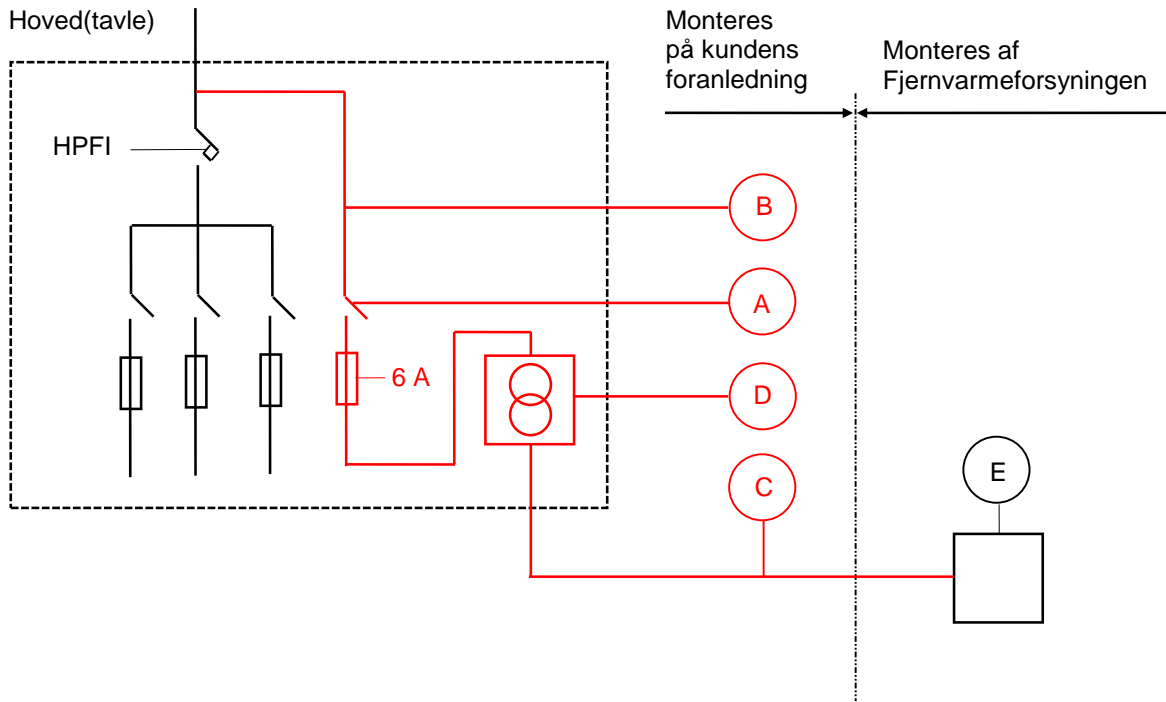 Hoved(tavle)
Monteres
på kundens
foranledning
Monteres af
Fjernvarmeforsyningen
HPFI
B
A
6 A
D
C
E